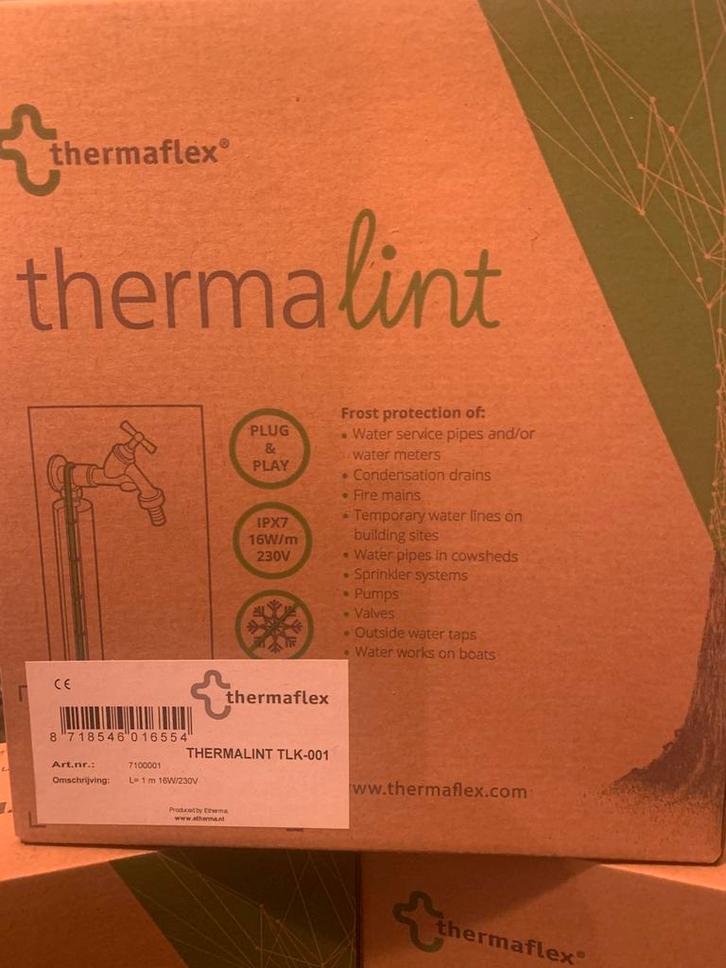 thermaflex®
thermalint
PLUG
&
PLAY
IPX7
16W/m
230V
Frost protection of:
• Water service pipes and/or
water meters
• Condensation drains
• Fire mains
• Temporary water lines on
building sites
• Water pipes in cowsheds
• Sprinkler systems
• Pumps
• Valves
• Outside water taps
• Water works on boats
CE
thermaflex
8 718546 016554
THERMALINT TLK-001
Art.nr.: 7100001
Omschrijving: L= 1 m 16W/230V
Produced by Etherma
www.etherma.nl
www.thermaflex.com
thermaflex®